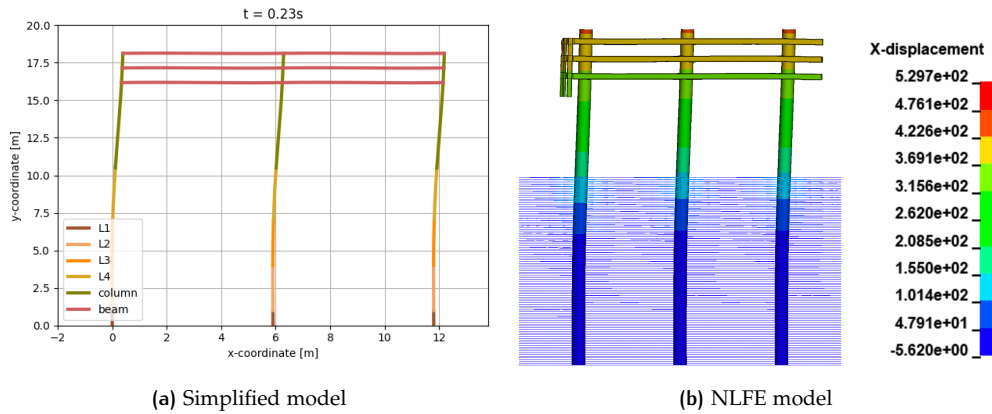 t = 0.23s
20.0
17.5
15.0
12.5
10.0
7.5
5.0
2.5
0.0
y-coordinate [m]
L1
L2
L3
L4
column
beam
−2 0 2 4 6 8 10 12
x-coordinate [m]
(a) Simplified model
X-displacement
5.297e+02
4.761e+02
4.226e+02
3.691e+02
3.156e+02
2.620e+02
2.085e+02
1.550e+02
1.014e+02
4.791e+01
-5.620e+00
(b) NLFE model